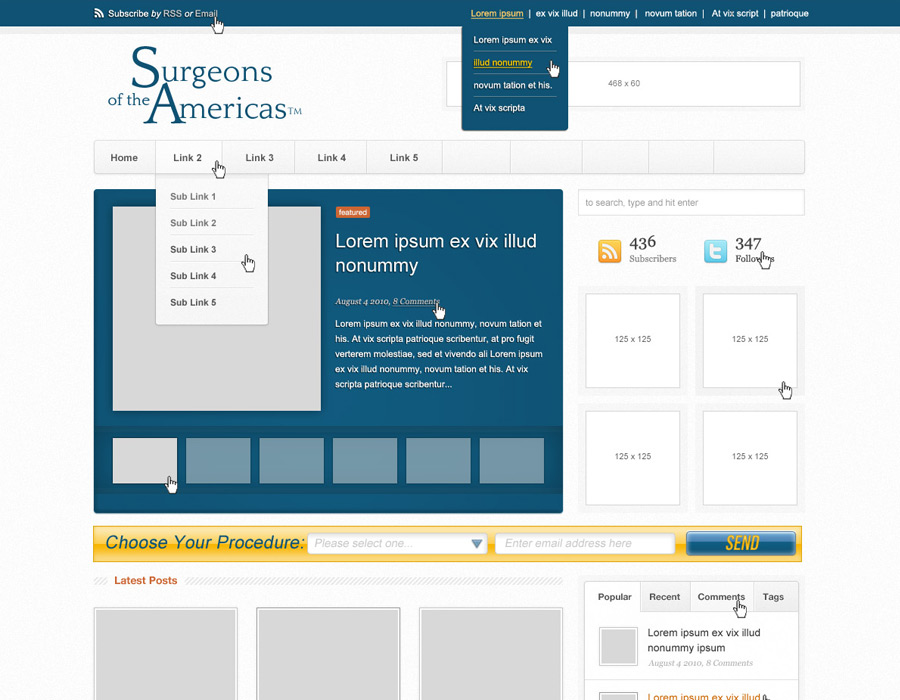 Subscribe by RSS or Email
Lorem ipsum | ex vix illud | nonummy | novum tation | At vix script | patrioque
Lorem ipsum ex vix
illud nonummy
novum tation et his.
At vix scripta
Surgeons
of the Americas™
468 x 60
Home Link 2 Link 3 Link 4 Link 5
Sub Link 1
Sub Link 2
Sub Link 3
Sub Link 4
Sub Link 5
featured
Lorem ipsum ex vix illud
nonummy
August 4 2010, 8 Comments
Lorem ipsum ex vix illud nonummy, novum tation et
his. At vix scripta patrioque scribentur, at pro fugit
verterem molestiae, sed et vivendo ali Lorem ipsum
ex vix illud nonummy, novum tation et his. At vix
scripta patrioque scribentur...
to search, type and hit enter
436
Subscribers
347
Followers
125 x 125
125 x 125
125 x 125
125 x 125
Choose Your Procedure: Please select one... Enter email address here SEND
Latest Posts
Popular Recent Comments Tags
Lorem ipsum ex vix illud
nonummy ipsum
August 4 2010, 8 Comments
Lorem ipsum ex vix illud